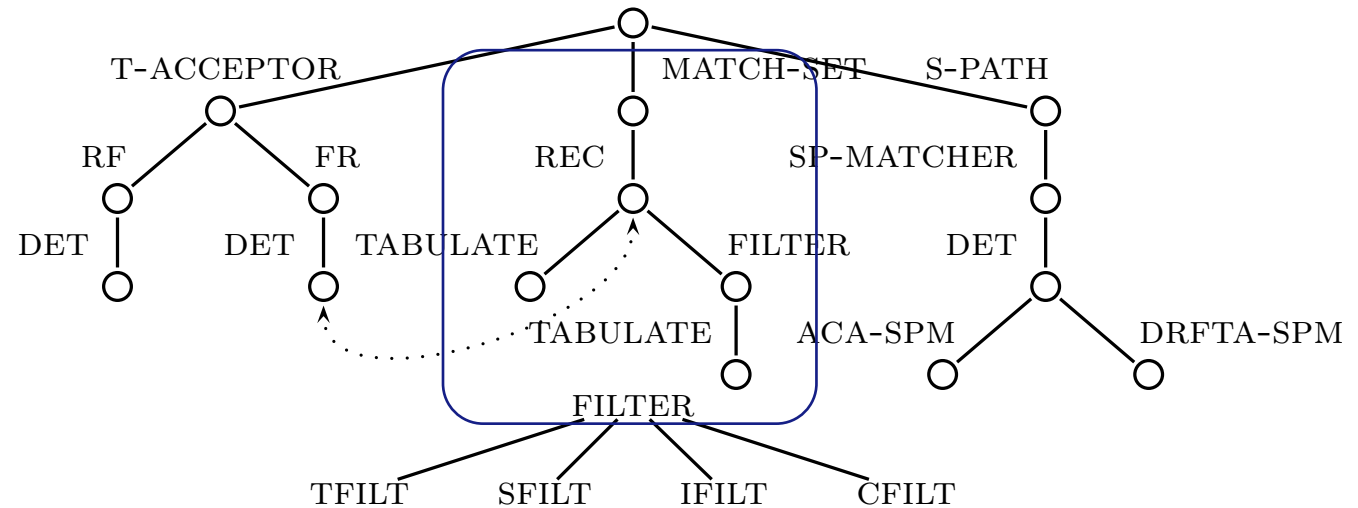 T-ACCEPTOR MATCH-SET S-PATH
RF FR REC SP-MATCHER
DET DET TABULATE FILTER DET
TABULATE ACA-SPM DRFTA-SPM
FILTER
TFILT SFILT IFILT CFILT